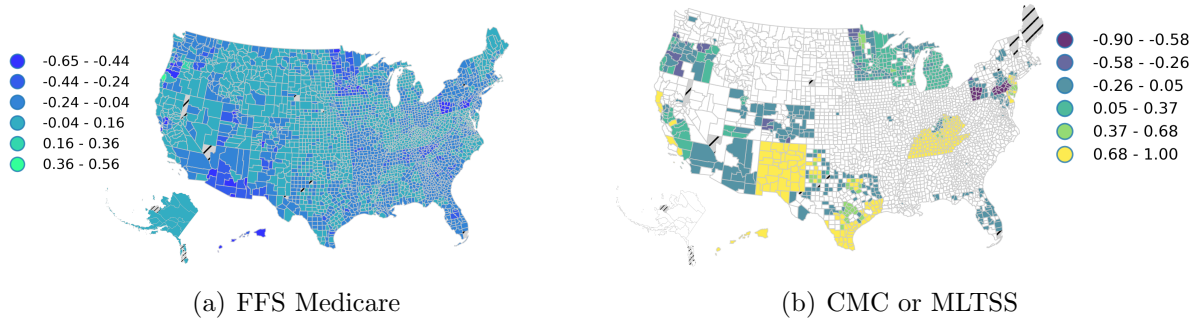 -0.65 - -0.44
-0.44 - -0.24
-0.24 - -0.04
-0.04 - 0.16
0.16 - 0.36
0.36 - 0.56
-0.90 - -0.58
-0.58 - -0.26
-0.26 - 0.05
0.05 - 0.37
0.37 - 0.68
0.68 - 1.00
(a) FFS Medicare
(b) CMC or MLTSS